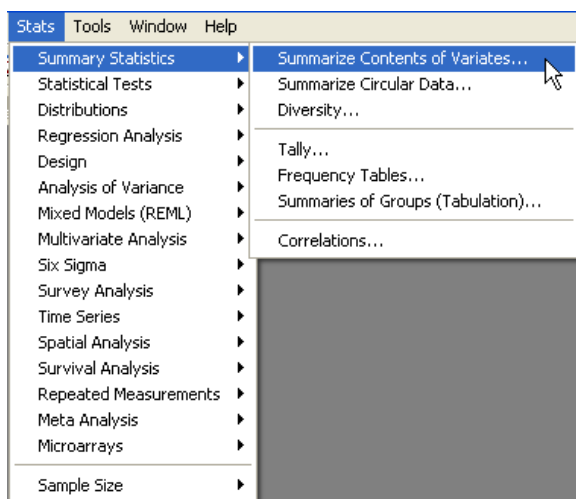 Stats Tools Window Help
Summary Statistics
Statistical Tests
Distributions
Regression Analysis
Design
Analysis of Variance
Mixed Models (REML)
Multivariate Analysis
Six Sigma
Survey Analysis
Time Series
Spatial Analysis
Survival Analysis
Repeated Measurements
Meta Analysis
Microarrays
Sample Size
Summarize Contents of Variates...
Summarize Circular Data...
Diversity...
Tally...
Frequency Tables...
Summaries of Groups (Tabulation)...
Correlations...